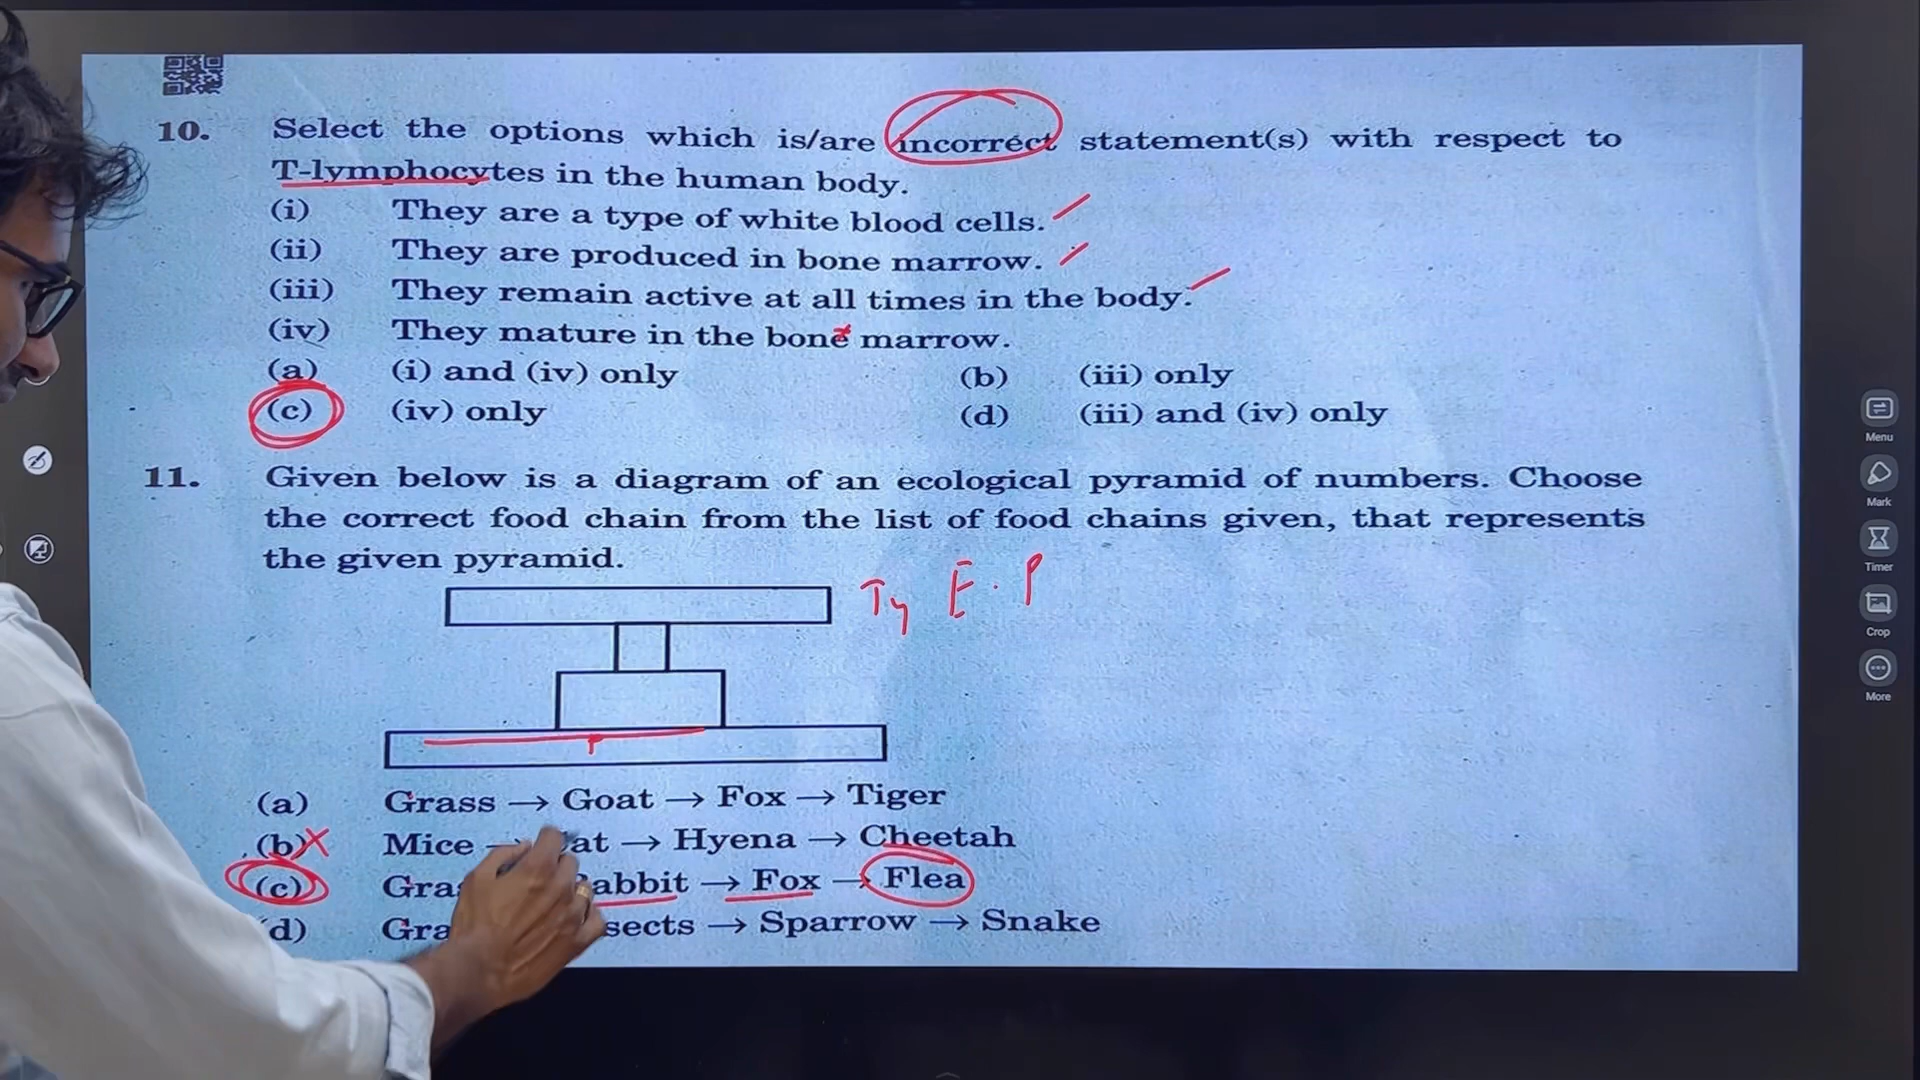 10. Select the options which is/are incorrect statement(s) with respect to
T-lymphocytes in the human body.
(i) They are a type of white blood cells.
(ii) They are produced in bone marrow.
(iii) They remain active at all times in the body.
(iv) They mature in the bone marrow.
(a) (i) and (iv) only (b) (iii) only
(c) (iv) only (d) (iii) and (iv) only
11. Given below is a diagram of an ecological pyramid of numbers. Choose
the correct food chain from the list of food chains given, that represents
the given pyramid.
Ty E.P
P
(a) Grass → Goat → Fox → Tiger
(b) Mice → → Hyena → Cheetah
(c) → Fox → Flea
(d) → Sparrow → Snake
Menu
Mark
Timer
Crop
More